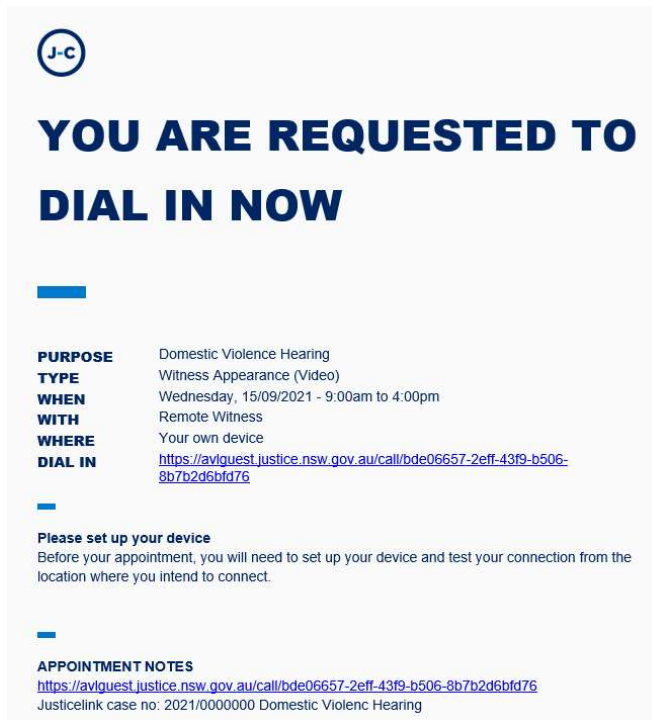 J-C
YOU ARE REQUESTED TO
DIAL IN NOW
PURPOSE Domestic Violence Hearing
TYPE Witness Appearance (Video)
WHEN Wednesday, 15/09/2021 - 9:00am to 4:00pm
WITH Remote Witness
WHERE Your own device
DIAL IN https://avlguest.justice.nsw.gov.au/call/bde06657-2eff-43f9-b506-
8b7b2d6bfd76
Please set up your device
Before your appointment, you will need to set up your device and test your connection from the
location where you intend to connect.
APPOINTMENT NOTES
https://avlguest.justice.nsw.gov.au/call/bde06657-2eff-43f9-b506-8b7b2d6bfd76
Justicelink case no: 2021/0000000 Domestic Violenc Hearing